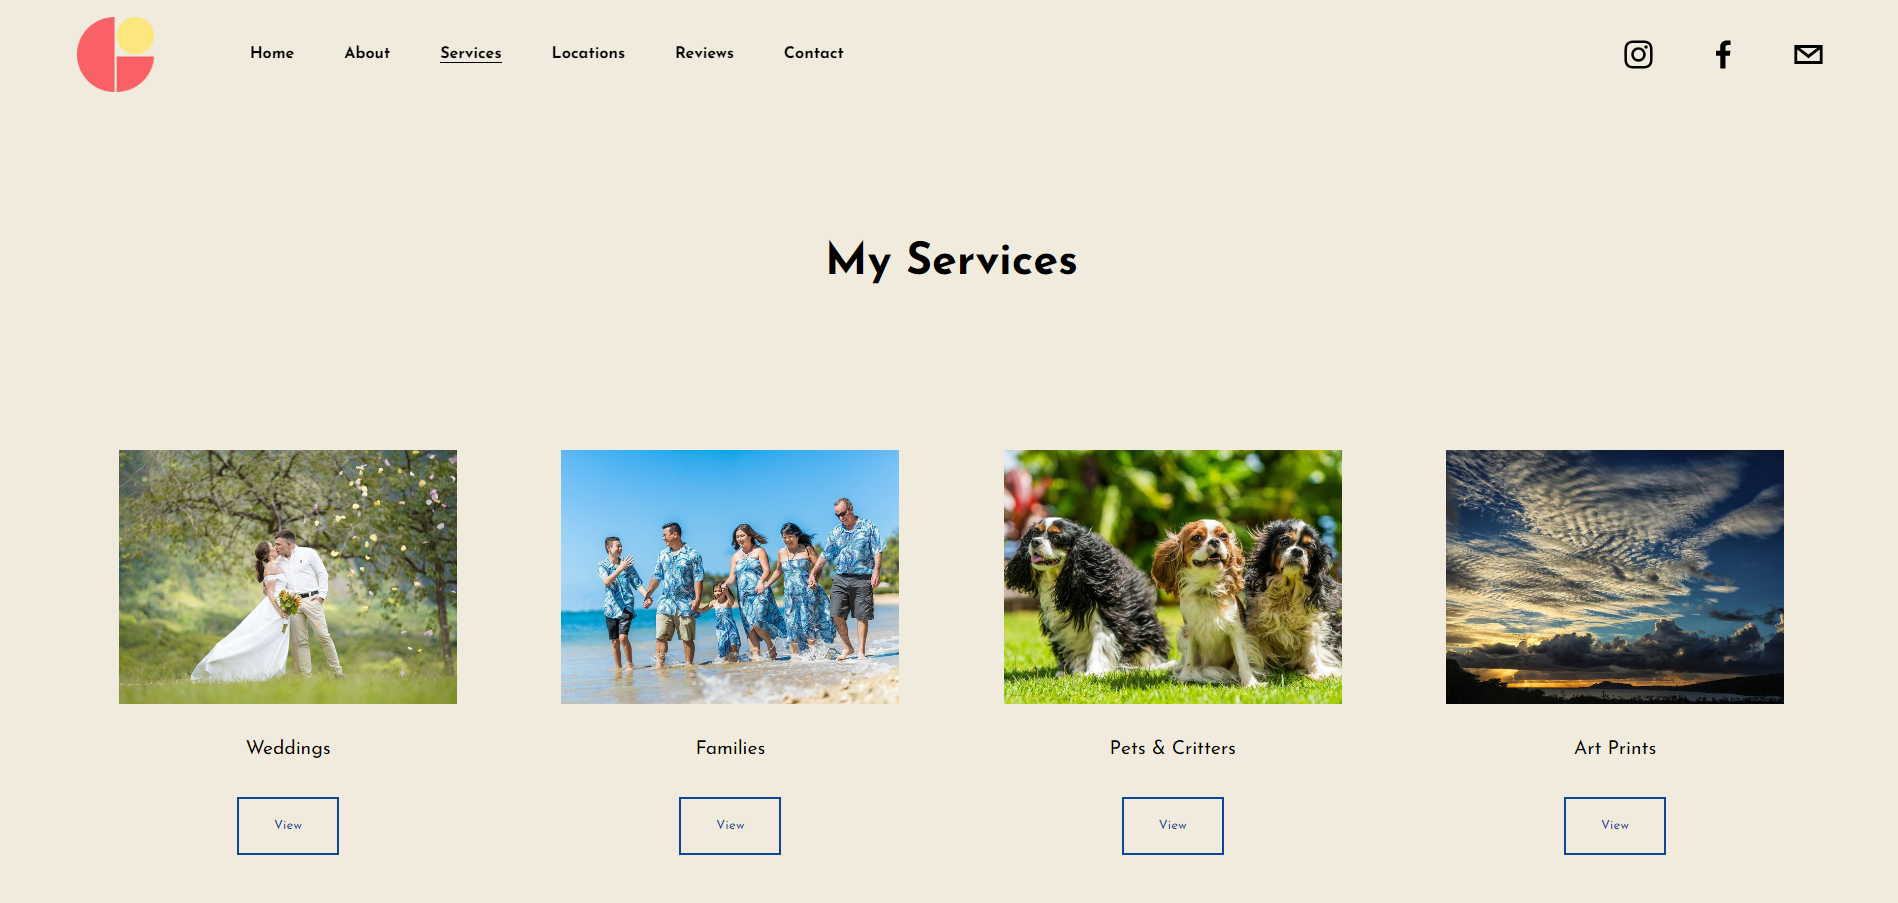 Home About Services Locations Reviews Contact
My Services
Weddings Families Pets & Critters Art Prints
View View View View